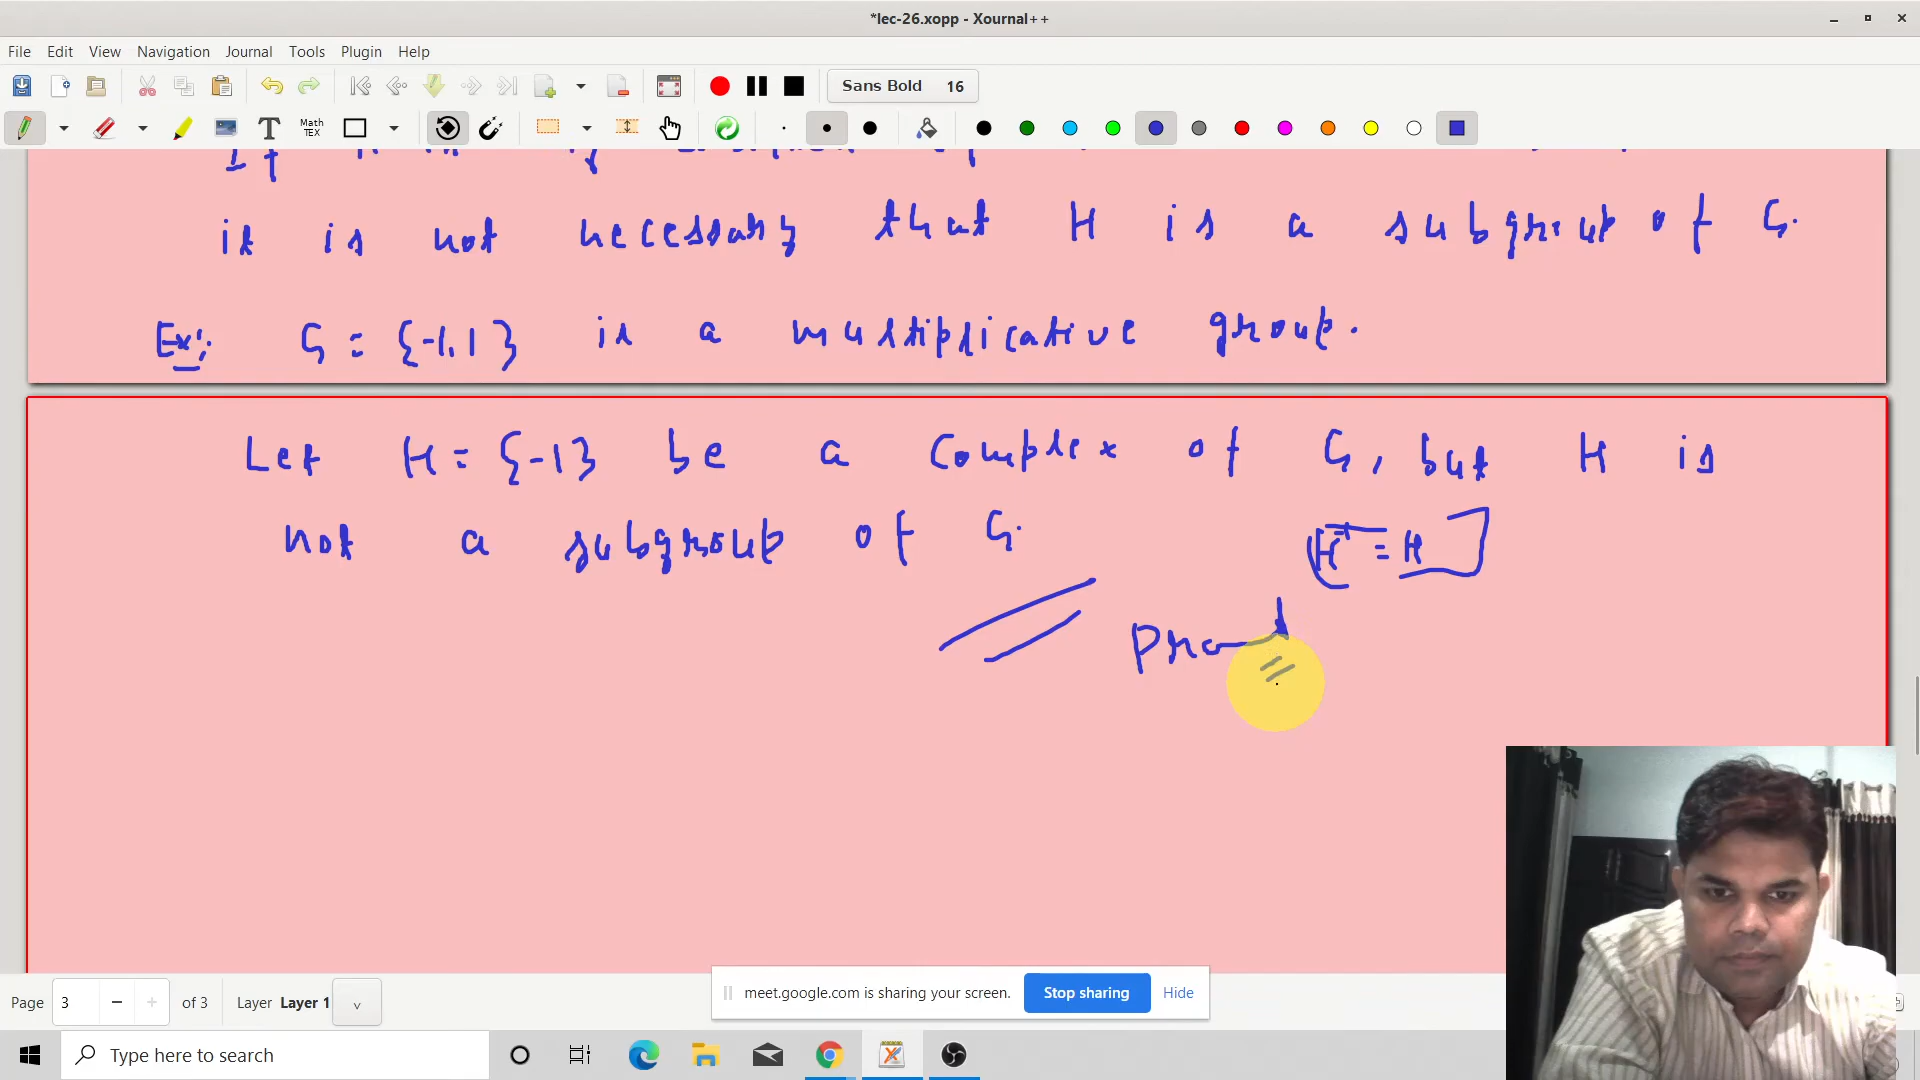 *lec-26.xopp - Xournal++
File Edit View Navigation Journal Tools Plugin Help
Sans Bold 16
Math TEX
it is not necessary that H is a subgroup of G.
Ex: G = {-1, 1} is a multiplicative group.
Let H = {-1} be a complex of G, but H is
not a subgroup of G.
H⁻¹ = H
Proved
Page 3 of 3 Layer Layer 1
meet.google.com is sharing your screen. Stop sharing Hide
Type here to search